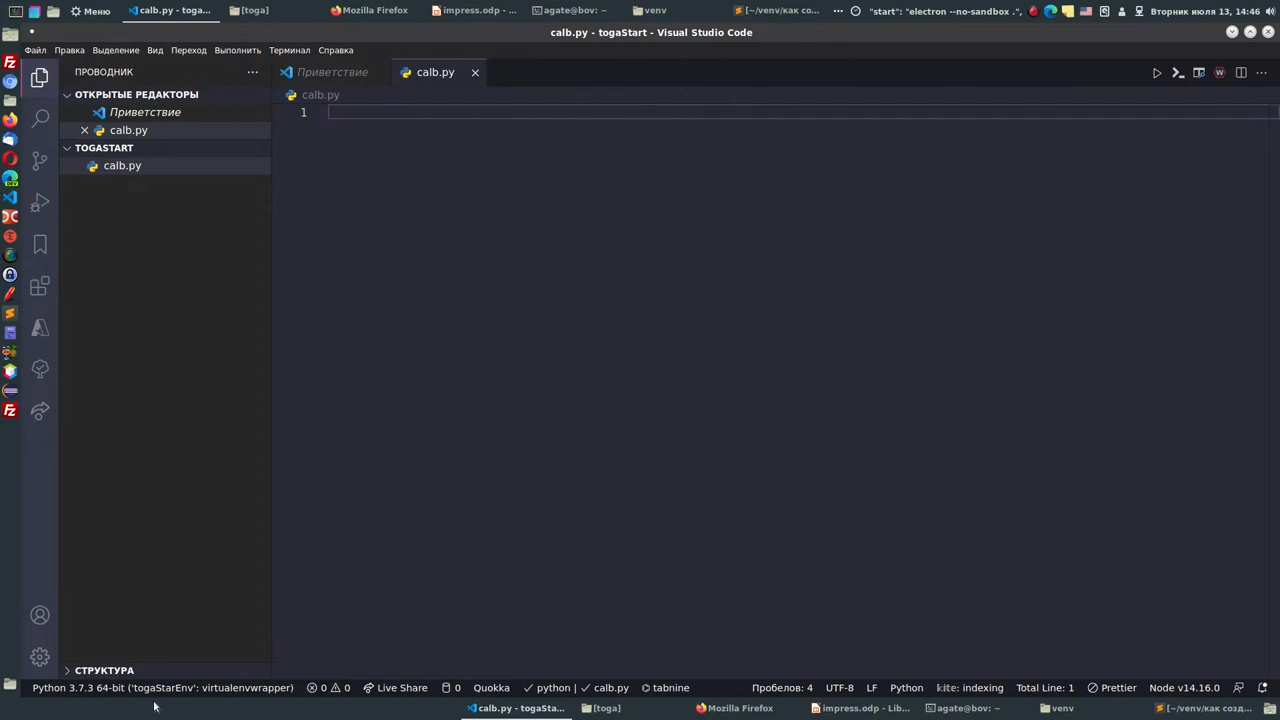 Меню
calb.py - toga...
[toga]
Mozilla Firefox
impress.odp - ...
agate@bov: ~
venv
[~/venv/как со...
"start": "electron --no-sandbox .",
Вторник июля 13, 14:46
calb.py - togaStart - Visual Studio Code
Файл Правка Выделение Вид Переход Выполнить Терминал Справка
ПРОВОДНИК
Приветствие
calb.py
ОТКРЫТЫЕ РЕДАКТОРЫ
calb.py
Приветствие
1
calb.py
TOGASTART
calb.py
DEV
СТРУКТУРА
Python 3.7.3 64-bit ('togaStarEnv': virtualenvwrapper) 0 0 Live Share 0 Quokka python | calb.py tabnine Пробелов: 4 UTF-8 LF Python kite: indexing Total Line: 1 Prettier Node v14.16.0
calb.py - togaSta...
[toga]
Mozilla Firefox
impress.odp - Lib...
agate@bov: ~
venv
[~/venv/как созд...